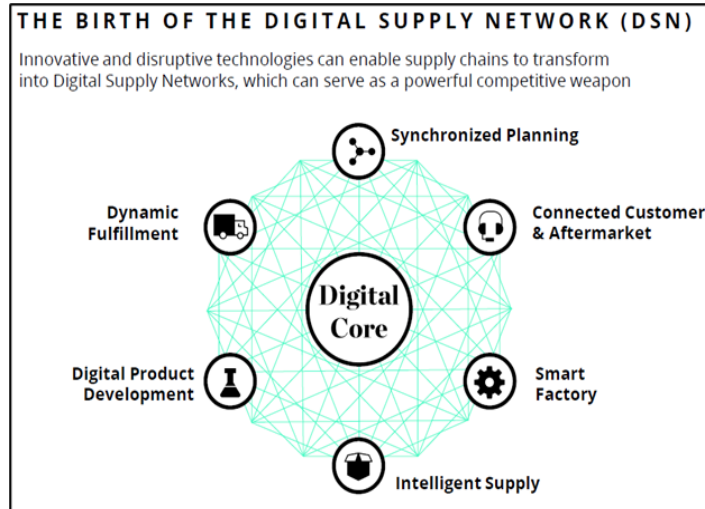 THE BIRTH OF THE DIGITAL SUPPLY NETWORK (DSN)
Innovative and disruptive technologies can enable supply chains to transform
into Digital Supply Networks, which can serve as a powerful competitive weapon
Synchronized Planning
Dynamic
Fulfillment
Connected Customer
& Aftermarket
Digital
Core
Digital Product
Development
Smart
Factory
Intelligent Supply